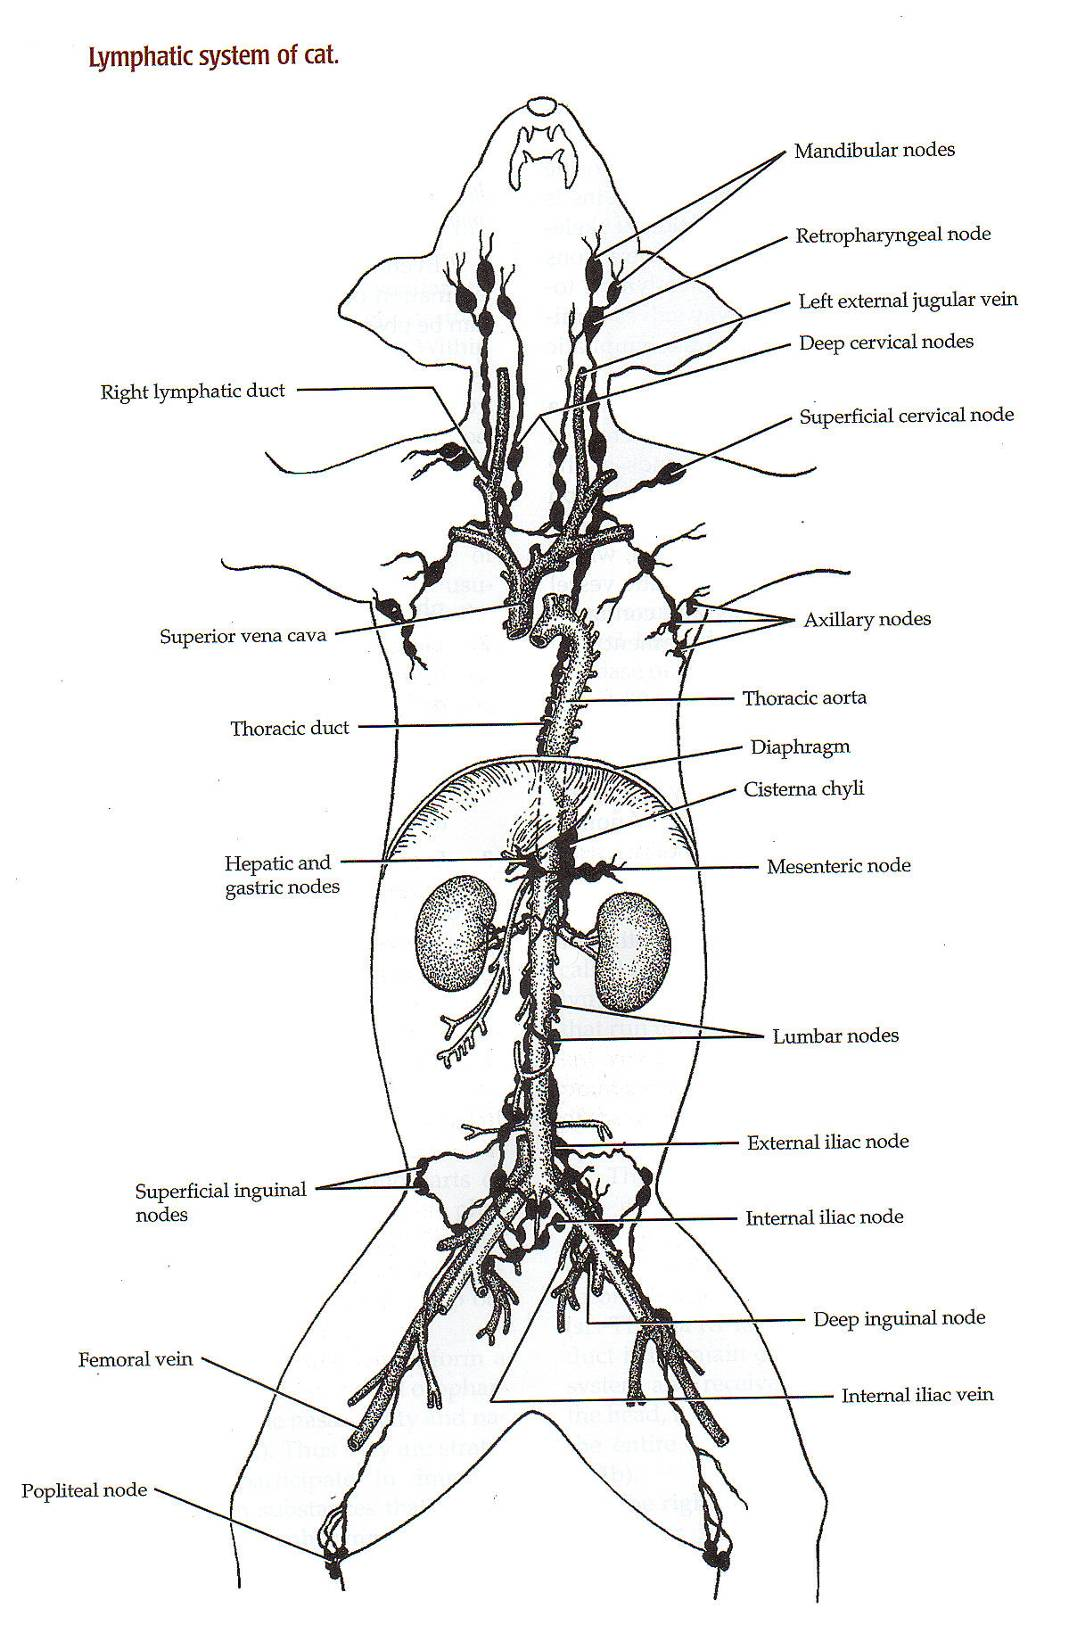 Lymphatic system of cat.
Mandibular nodes
Retropharyngeal node
Left external jugular vein
Deep cervical nodes
Right lymphatic duct
Superficial cervical node
Axillary nodes
Superior vena cava
Thoracic aorta
Thoracic duct
Diaphragm
Cisterna chyli
Hepatic and
gastric nodes
Mesenteric node
Lumbar nodes
External iliac node
Superficial inguinal
nodes
Internal iliac node
Deep inguinal node
Femoral vein
Internal iliac vein
Popliteal node